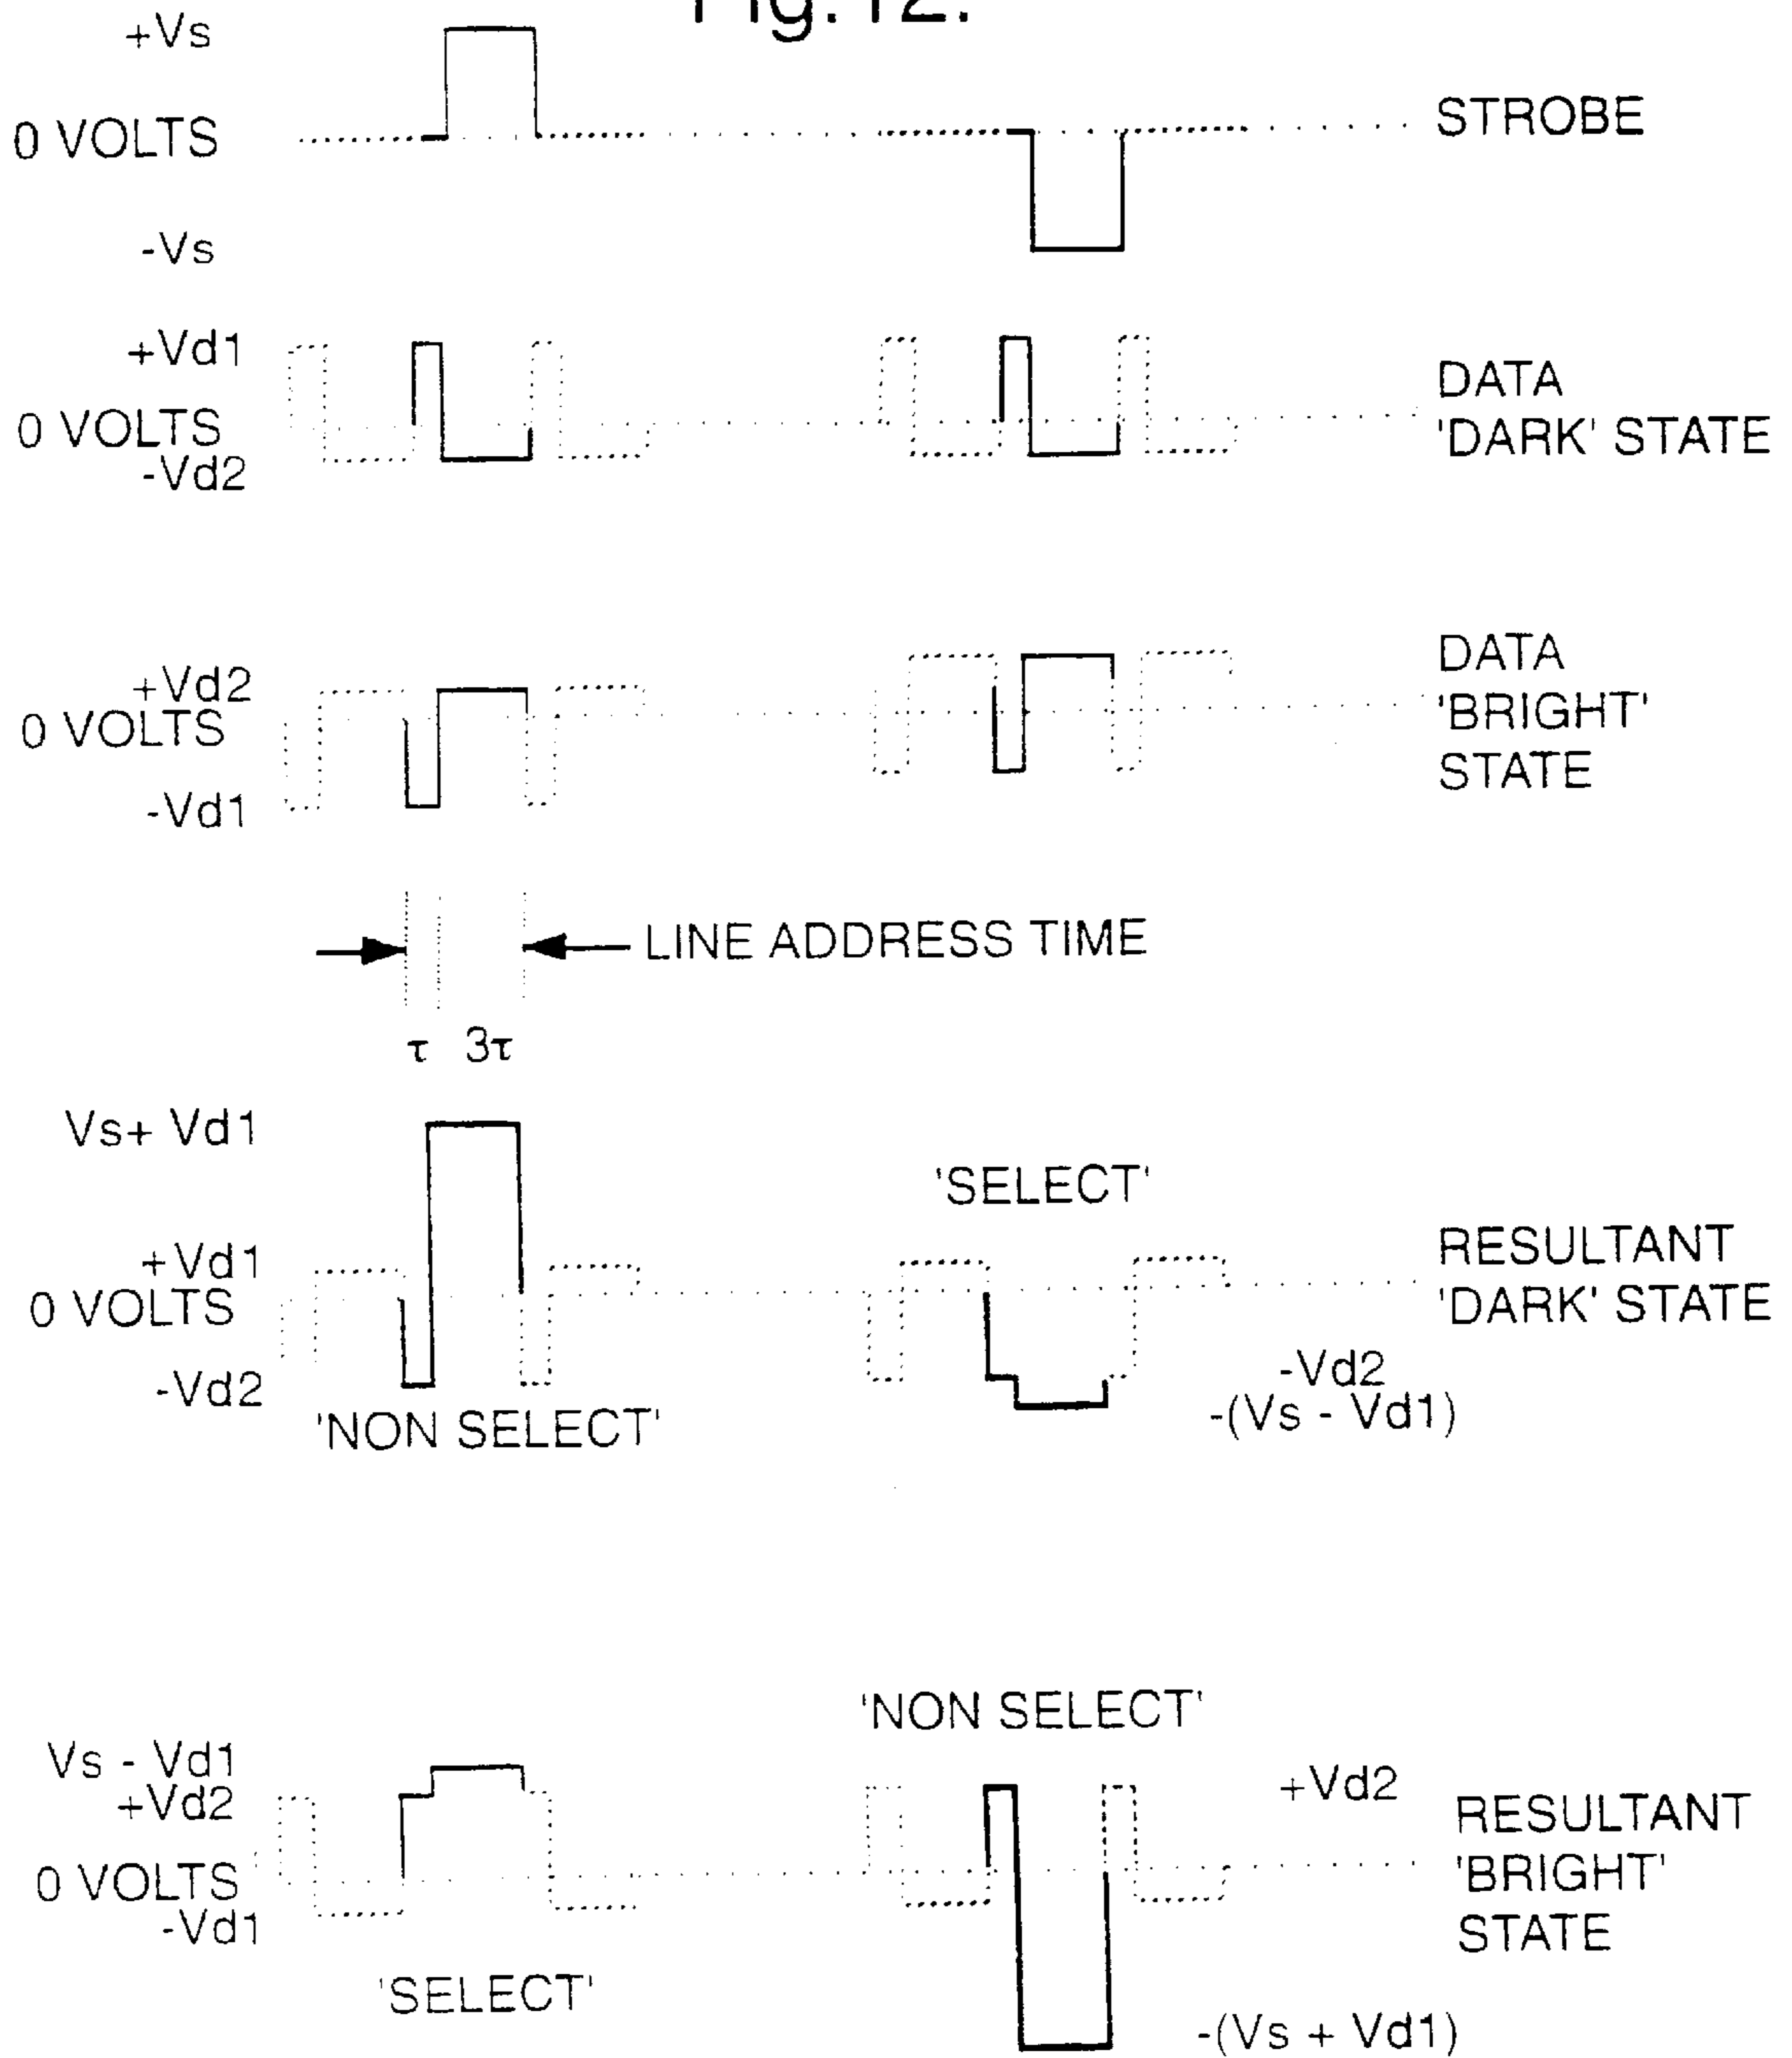 Fig.12.
+Vs
0 VOLTS
STROBE
-Vs
+Vd1
0 VOLTS
-Vd2
DATA
'DARK' STATE
+Vd2
0 VOLTS
-Vd1
DATA
'BRIGHT'
STATE
LINE ADDRESS TIME
τ 3τ
Vs+ Vd1
'SELECT'
+Vd1
0 VOLTS
-Vd2
'NON SELECT'
RESULTANT
'DARK' STATE
-Vd2
-(Vs - Vd1)
'NON SELECT'
Vs - Vd1
+Vd2
0 VOLTS
-Vd1
'SELECT'
+Vd2
RESULTANT
'BRIGHT'
STATE
-(Vs + Vd1)